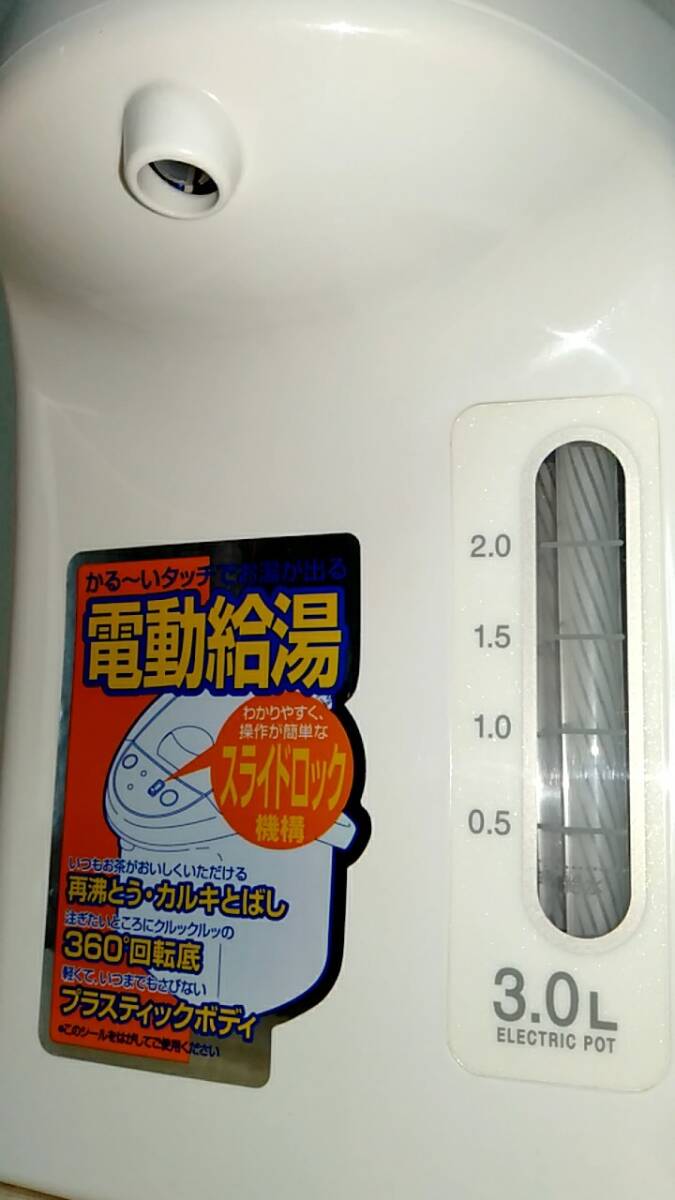 かる〜いタッチでお湯が出る
電動給湯
わかりやすく、
操作が簡単な
スライドロック
機構
いつもお茶がおいしくいただける
再沸とう・カルキとばし
注ぎたいところにクルックルッの
360°回転底
軽くて、いつまでもさびない
プラスティックボディ
●このシールをはがしてご使用ください
2.0
1.5
1.0
0.5
3.0L
ELECTRIC POT